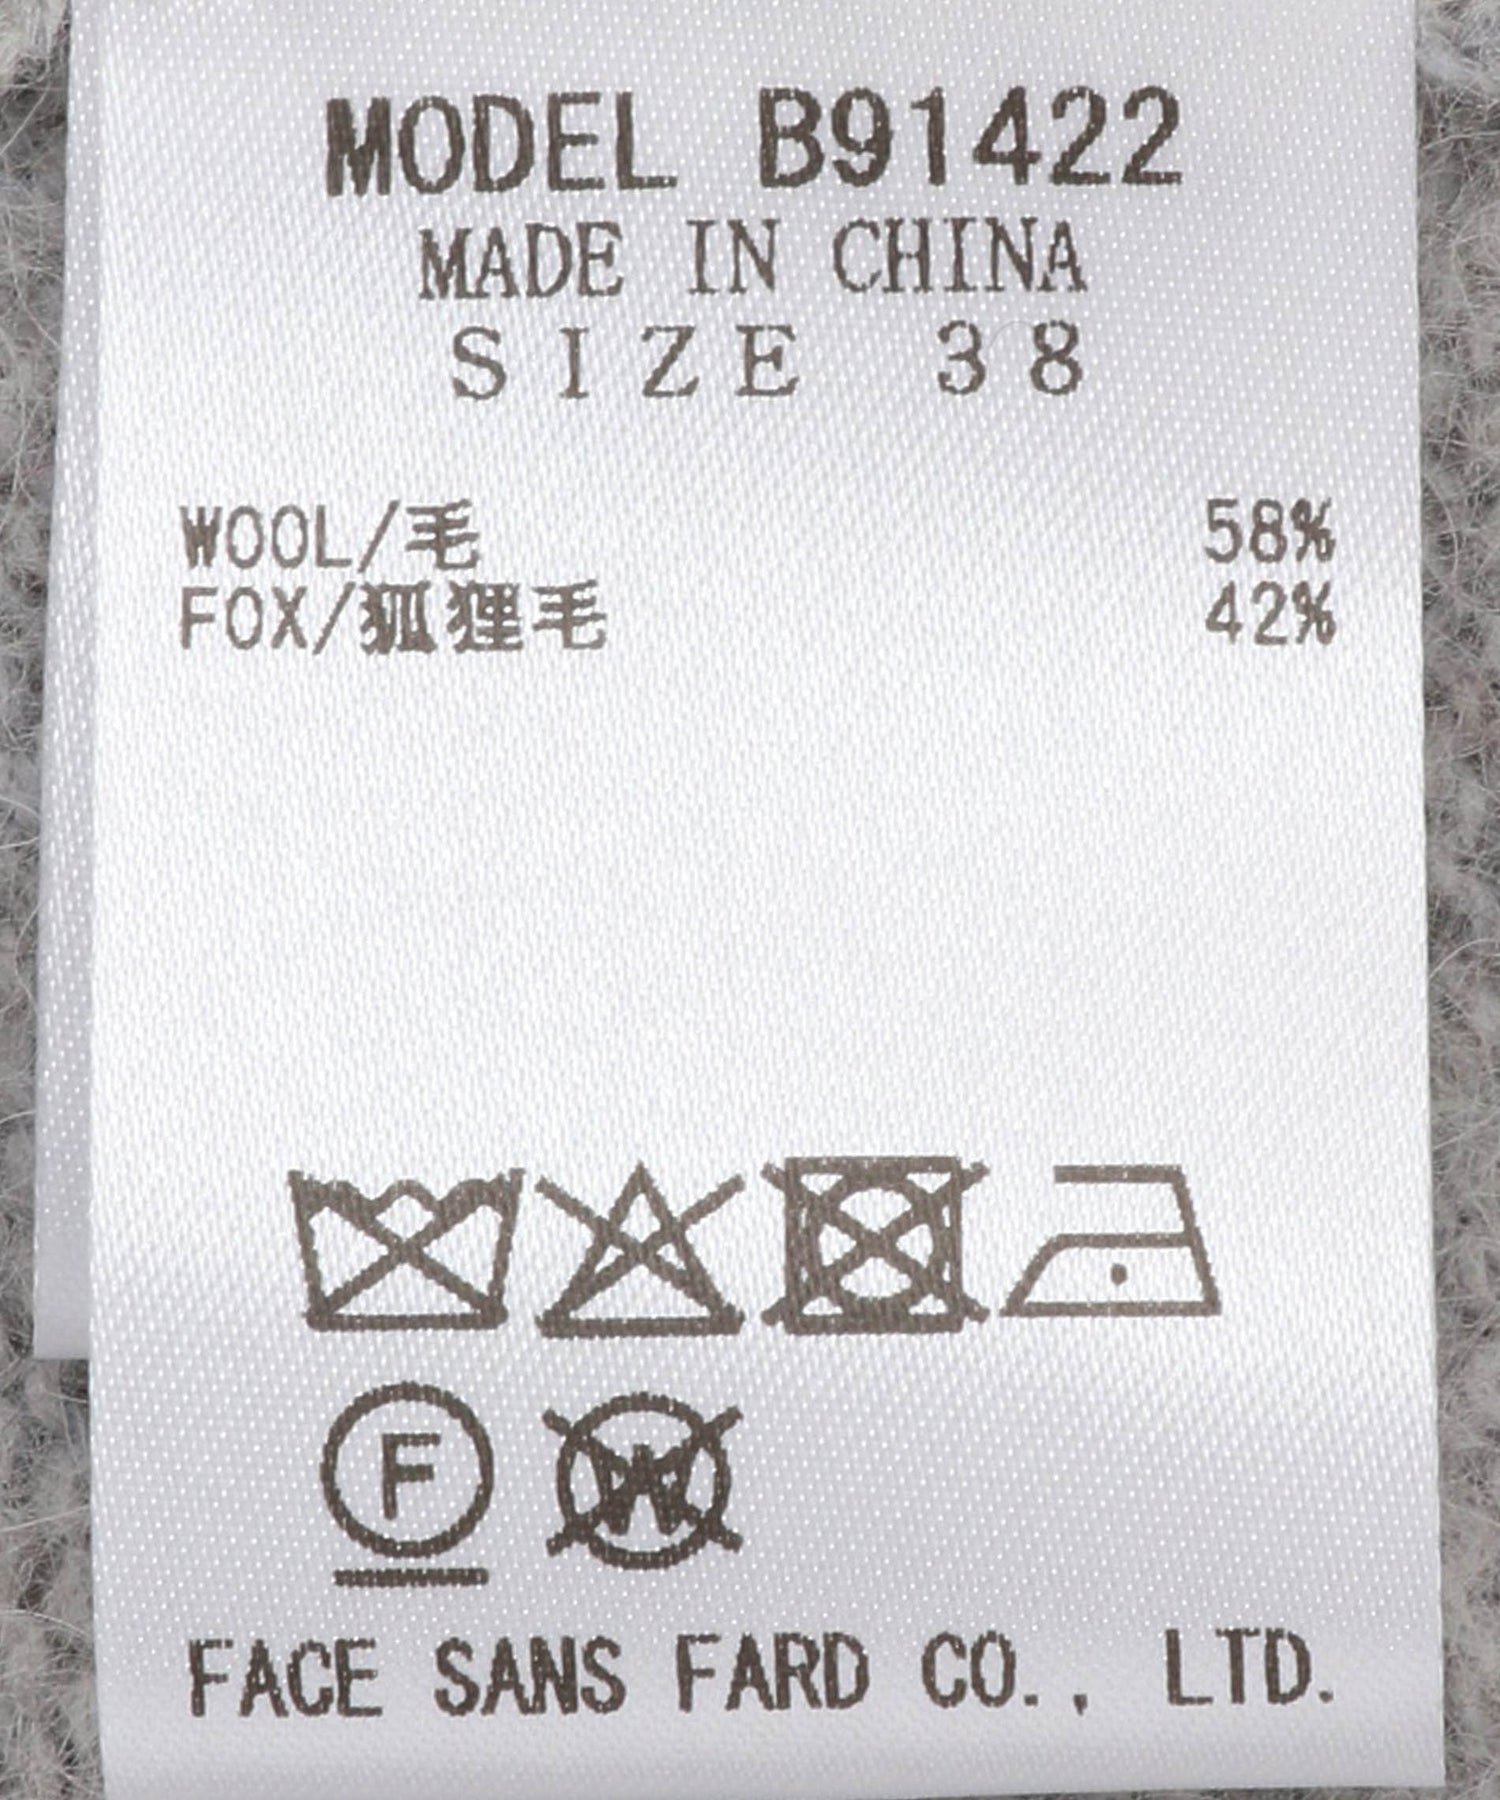 MODEL B91422
MADE IN CHINA
SIZE 38
WOOL/毛 58%
FOX/狐狸毛 42%
F
W
FACE SANS FARD CO., LTD.